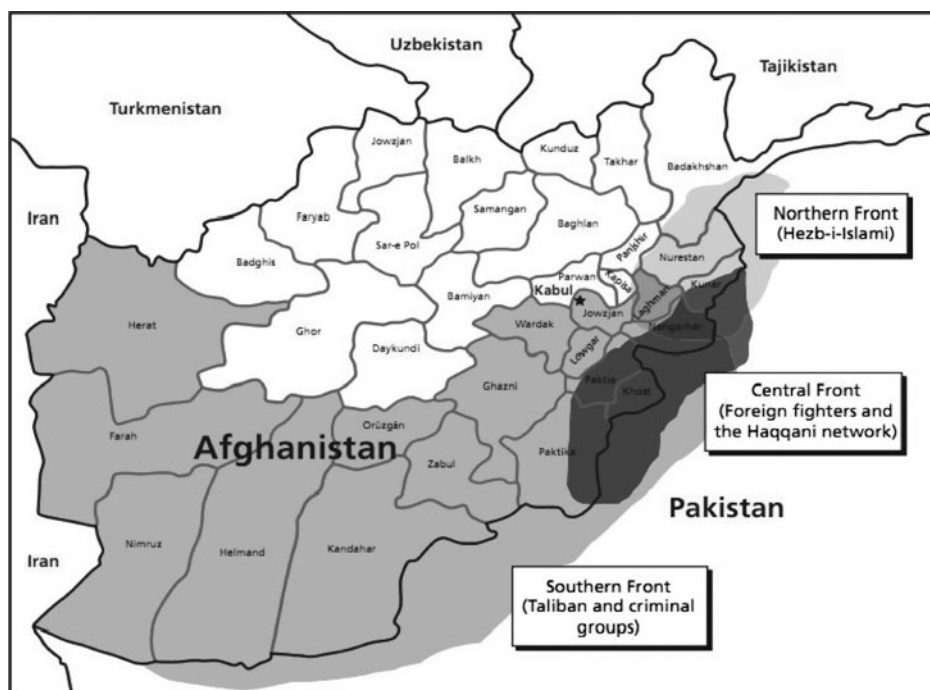 Uzbekistan
Tajikistan
Turkmenistan
Jowzjan
Balkh
Kunduz
Takhar
Badakhshan
Iran
Faryab
Samangan
Baghlan
Sar-e Pol
Panjshir
Northern Front
(Hezb-i-Islami)
Badghis
Nurestan
Parwan
Kapisa
Kabul
Kunar
Laghman
Bamiyan
Jowzjan
Herat
Wardak
Nangarhar
Ghor
Daykundi
Lowgar
Ghazni
Paktia
Khost
Central Front
(Foreign fighters and
the Haqqani network)
Farah
Orūzgān
Afghanistan
Zabul
Paktika
Pakistan
Nimruz
Helmand
Kandahar
Iran
Southern Front
(Taliban and criminal
groups)